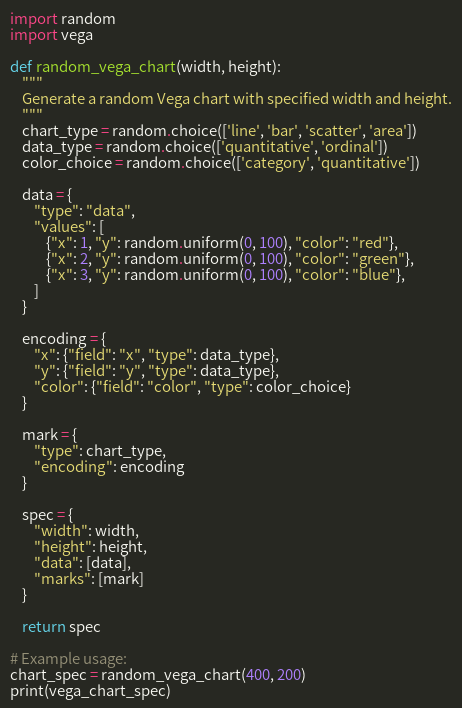 import random
import vega

def random_vega_chart(width, height):
    """
    Generate a random Vega chart with specified width and height.
    """
    chart_type = random.choice(['line', 'bar', 'scatter', 'area'])
    data_type = random.choice(['quantitative', 'ordinal'])
    color_choice = random.choice(['category', 'quantitative'])

    data = {
        "type": "data",
        "values": [
            {"x": 1, "y": random.uniform(0, 100), "color": "red"},
            {"x": 2, "y": random.uniform(0, 100), "color": "green"},
            {"x": 3, "y": random.uniform(0, 100), "color": "blue"},
        ]
    }

    encoding = {
        "x": {"field": "x", "type": data_type},
        "y": {"field": "y", "type": data_type},
        "color": {"field": "color", "type": color_choice}
    }

    mark = {
        "type": chart_type,
        "encoding": encoding
    }

    spec = {
        "width": width,
        "height": height,
        "data": [data],
        "marks": [mark]
    }

    return spec

# Example usage:
chart_spec = random_vega_chart(400, 200)
print(vega_chart_spec)